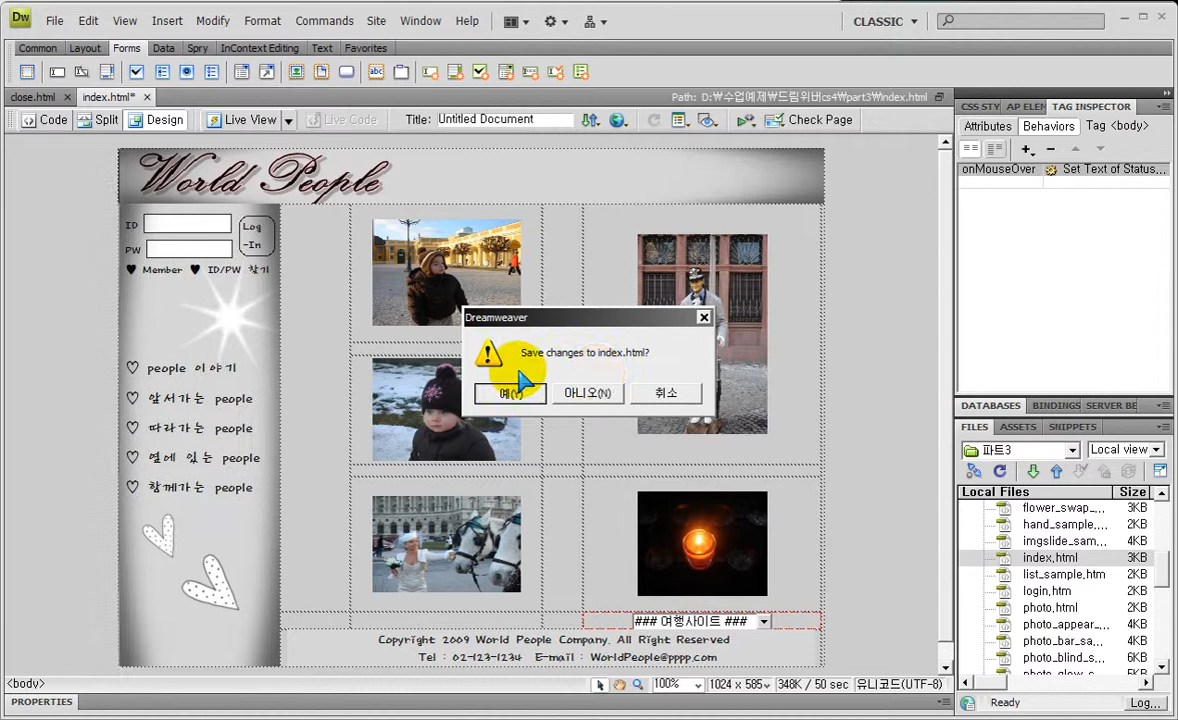 Dw File Edit View Insert Modify Format Commands Site Window Help CLASSIC
Common Layout Forms Data Spry InContext Editing Text Favorites
close.html index.html* Path: D:₩수업예제₩드림위버cs4₩part3₩index.html
Code Split Design Live View Live Code Title: Untitled Document Check Page
CSS STY AP ELEM TAG INSPECTOR
Attributes Behaviors Tag <body>
onMouseOver Set Text of Status...
World People
ID
PW
Log
-In
♥ Member ♥ ID/PW 찾기
♡ people 이야기
♡ 앞서가는 people
♡ 따라가는 people
♡ 옆에 있는 people
♡ 함께가는 people
Dreamweaver
Save changes to index.html?
예(Y) 아니오(N) 취소
### 여행사이트 ###
Copyright 2009 World People Company. All Right Reserved
Tel : 02-123-1234 E-mail : WorldPeople@pppp.com
<body> 100% 1024 x 585 348K / 50 sec 유니코드(UTF-8)
PROPERTIES
DATABASES BINDINGS SERVER BE
FILES ASSETS SNIPPETS
파트3 Local view
Local Files Size
flower_swap_... 3KB
hand_sample,... 2KB
imgslide_sam... 4KB
index,html 3KB
list_sample,html 2KB
login,htm 2KB
photo,html 2KB
photo_appear... 2KB
photo_bar_sa... 2KB
photo_blind_s... 6KB
photo_glow_s... 3KB
Ready Log...